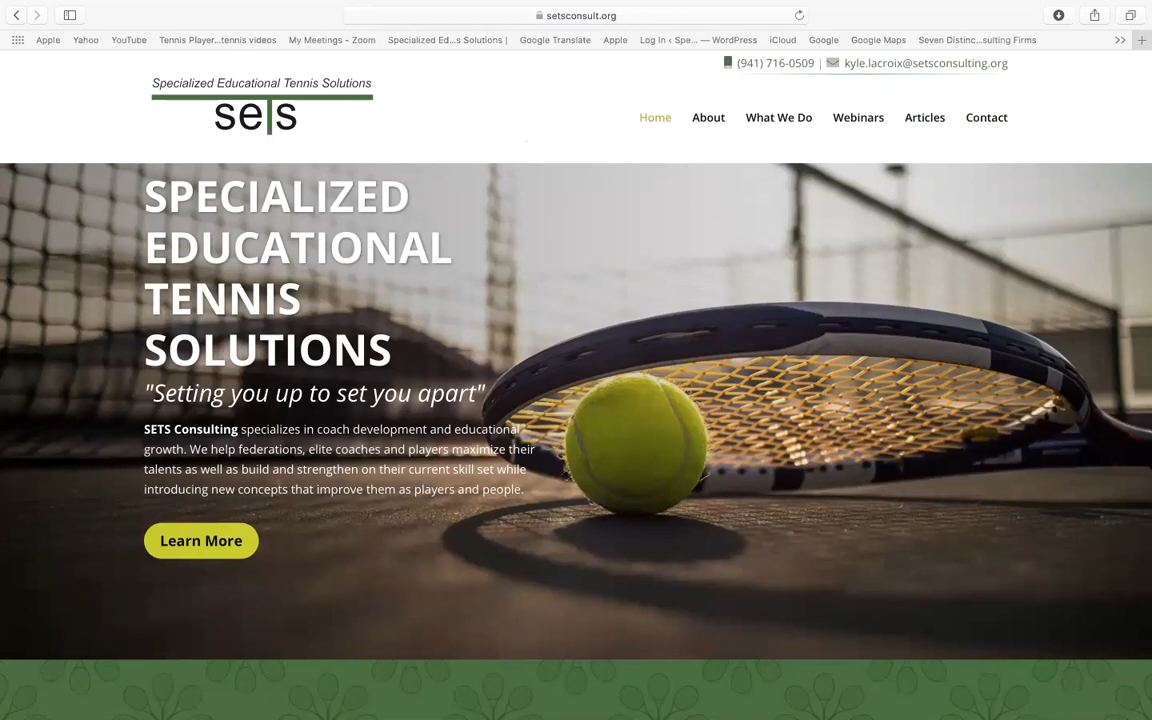 setsconsult.org
Apple Yahoo YouTube Tennis Player...tennis videos My Meetings - Zoom Specialized Ed...s Solutions | Google Translate Apple Log In ‹ Spe... — WordPress iCloud Google Google Maps Seven Distinc...sulting Firms
(941) 716-0509 | kyle.lacroix@setsconsulting.org
Specialized Educational Tennis Solutions
seTs
Home About What We Do Webinars Articles Contact
SPECIALIZED
EDUCATIONAL
TENNIS
SOLUTIONS
"Setting you up to set you apart"
SETS Consulting specializes in coach development and educational
growth. We help federations, elite coaches and players maximize their
talents as well as build and strengthen on their current skill set while
introducing new concepts that improve them as players and people.
Learn More